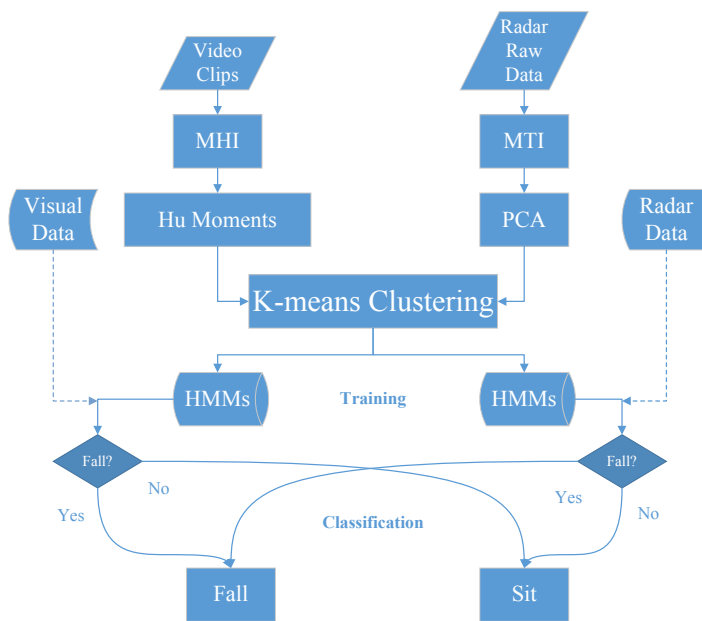 Video
Clips
Radar
Raw
Data
MHI
MTI
Visual
Data
Hu Moments
PCA
Radar
Data
K-means Clustering
HMMs
Training
HMMs
Fall?
Fall?
No
Yes
Yes
No
Classification
Fall
Sit